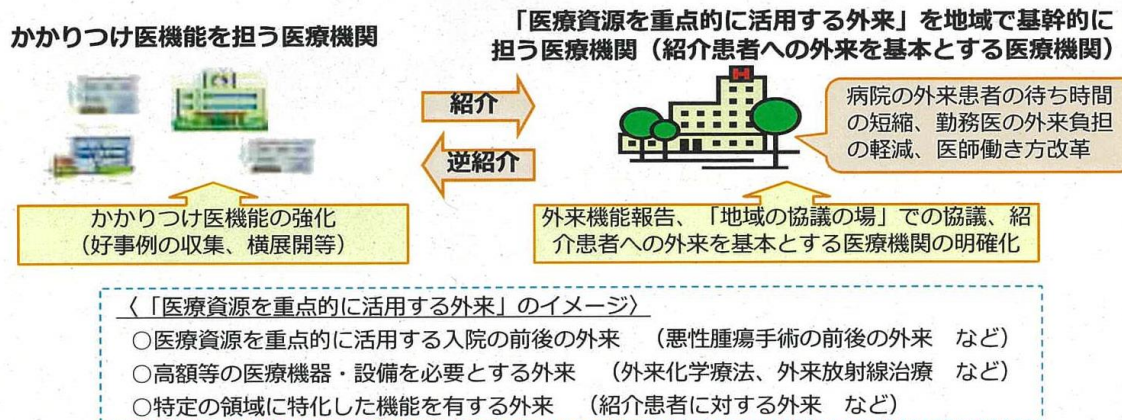 かかりつけ医機能を担う医療機関
「医療資源を重点的に活用する外来」を地域で基幹的に
担う医療機関（紹介患者への外来を基本とする医療機関）
紹介
逆紹介
H
病院の外来患者の待ち時間
の短縮、勤務医の外来負担
の軽減、医師働き方改革
かかりつけ医機能の強化
（好事例の収集、横展開等）
外来機能報告、「地域の協議の場」での協議、紹
介患者への外来を基本とする医療機関の明確化
〈「医療資源を重点的に活用する外来」のイメージ〉
○医療資源を重点的に活用する入院の前後の外来　（悪性腫瘍手術の前後の外来　など）
○高額等の医療機器・設備を必要とする外来　（外来化学療法、外来放射線治療　など）
○特定の領域に特化した機能を有する外来　（紹介患者に対する外来　など）